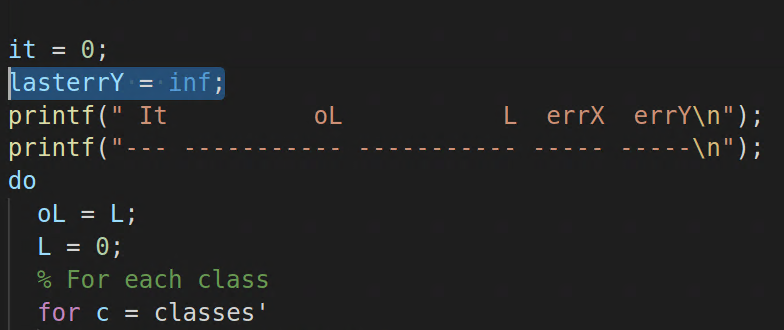 it = 0;
lasterrY = inf;
printf(" It          oL           L  errX  errY\n");
printf("--- ----------- ----------- ----- -----\n");
do
  oL = L;
  L = 0;
  % For each class
  for c = classes'